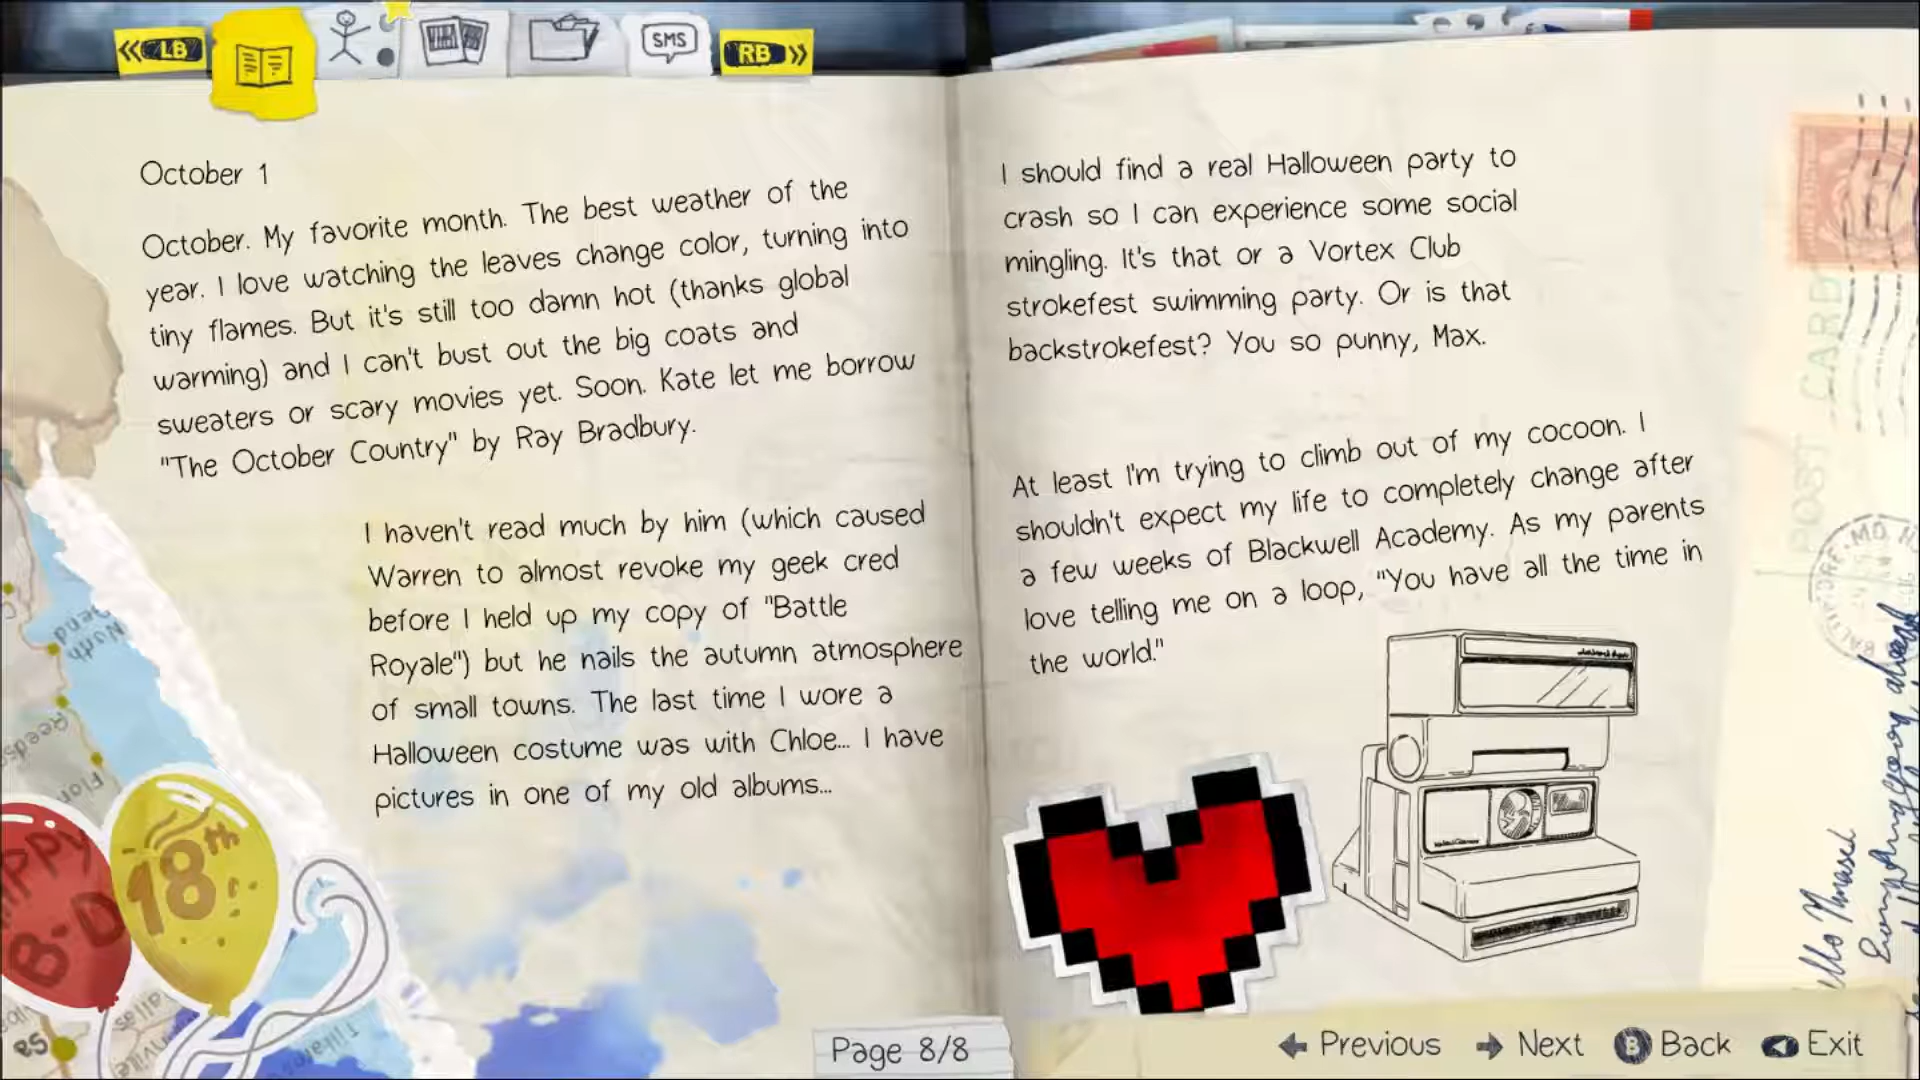 LB
SMS
RB
October 1
October. My favorite month. The best weather of the
year. I love watching the leaves change color, turning into
tiny flames. But it's still too damn hot (thanks global
warming) and I can't bust out the big coats and
sweaters or scary movies yet. Soon. Kate let me borrow
"The October Country" by Ray Bradbury.
I haven't read much by him (which caused
Warren to almost revoke my geek cred
before I held up my copy of "Battle
Royale") but he nails the autumn atmosphere
of small towns. The last time I wore a
Halloween costume was with Chloe... I have
pictures in one of my old albums...
I should find a real Halloween party to
crash so I can experience some social
mingling. It's that or a Vortex Club
strokefest swimming party. Or is that
backstrokefest? You so punny, Max.
At least I'm trying to climb out of my cocoon. I
shouldn't expect my life to completely change after
a few weeks of Blackwell Academy. As my parents
love telling me on a loop, "You have all the time in
the world."
B-D
18th
POST CARD
North
Page 8/8
Previous
Next
B Back
Exit